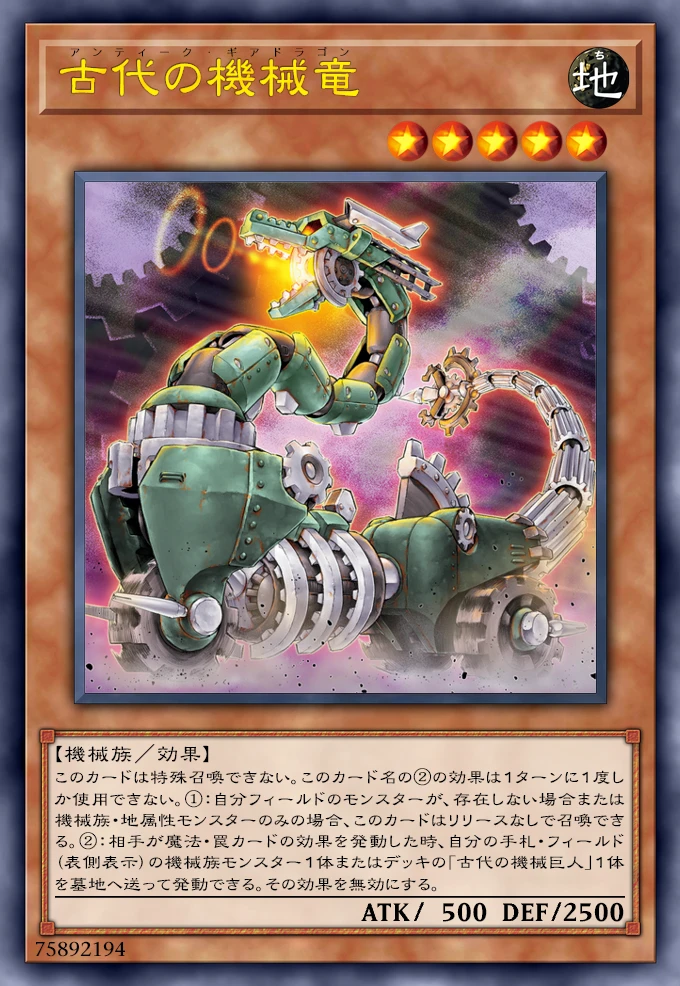 アンティーク・ギアドラゴン
古代の機械竜
ち
地
【機械族／効果】
このカードは特殊召喚できない。このカード名の②の効果は1ターンに1度し
か使用できない。①：自分フィールドのモンスターが、存在しない場合または
機械族・地属性モンスターのみの場合、このカードはリリースなしで召喚でき
る。②：相手が魔法・罠カードの効果を発動した時、自分の手札・フィールド
（表側表示）の機械族モンスター1体またはデッキの「古代の機械巨人」1体
を墓地へ送って発動できる。その効果を無効にする。
ATK/ 500 DEF/2500
75892194